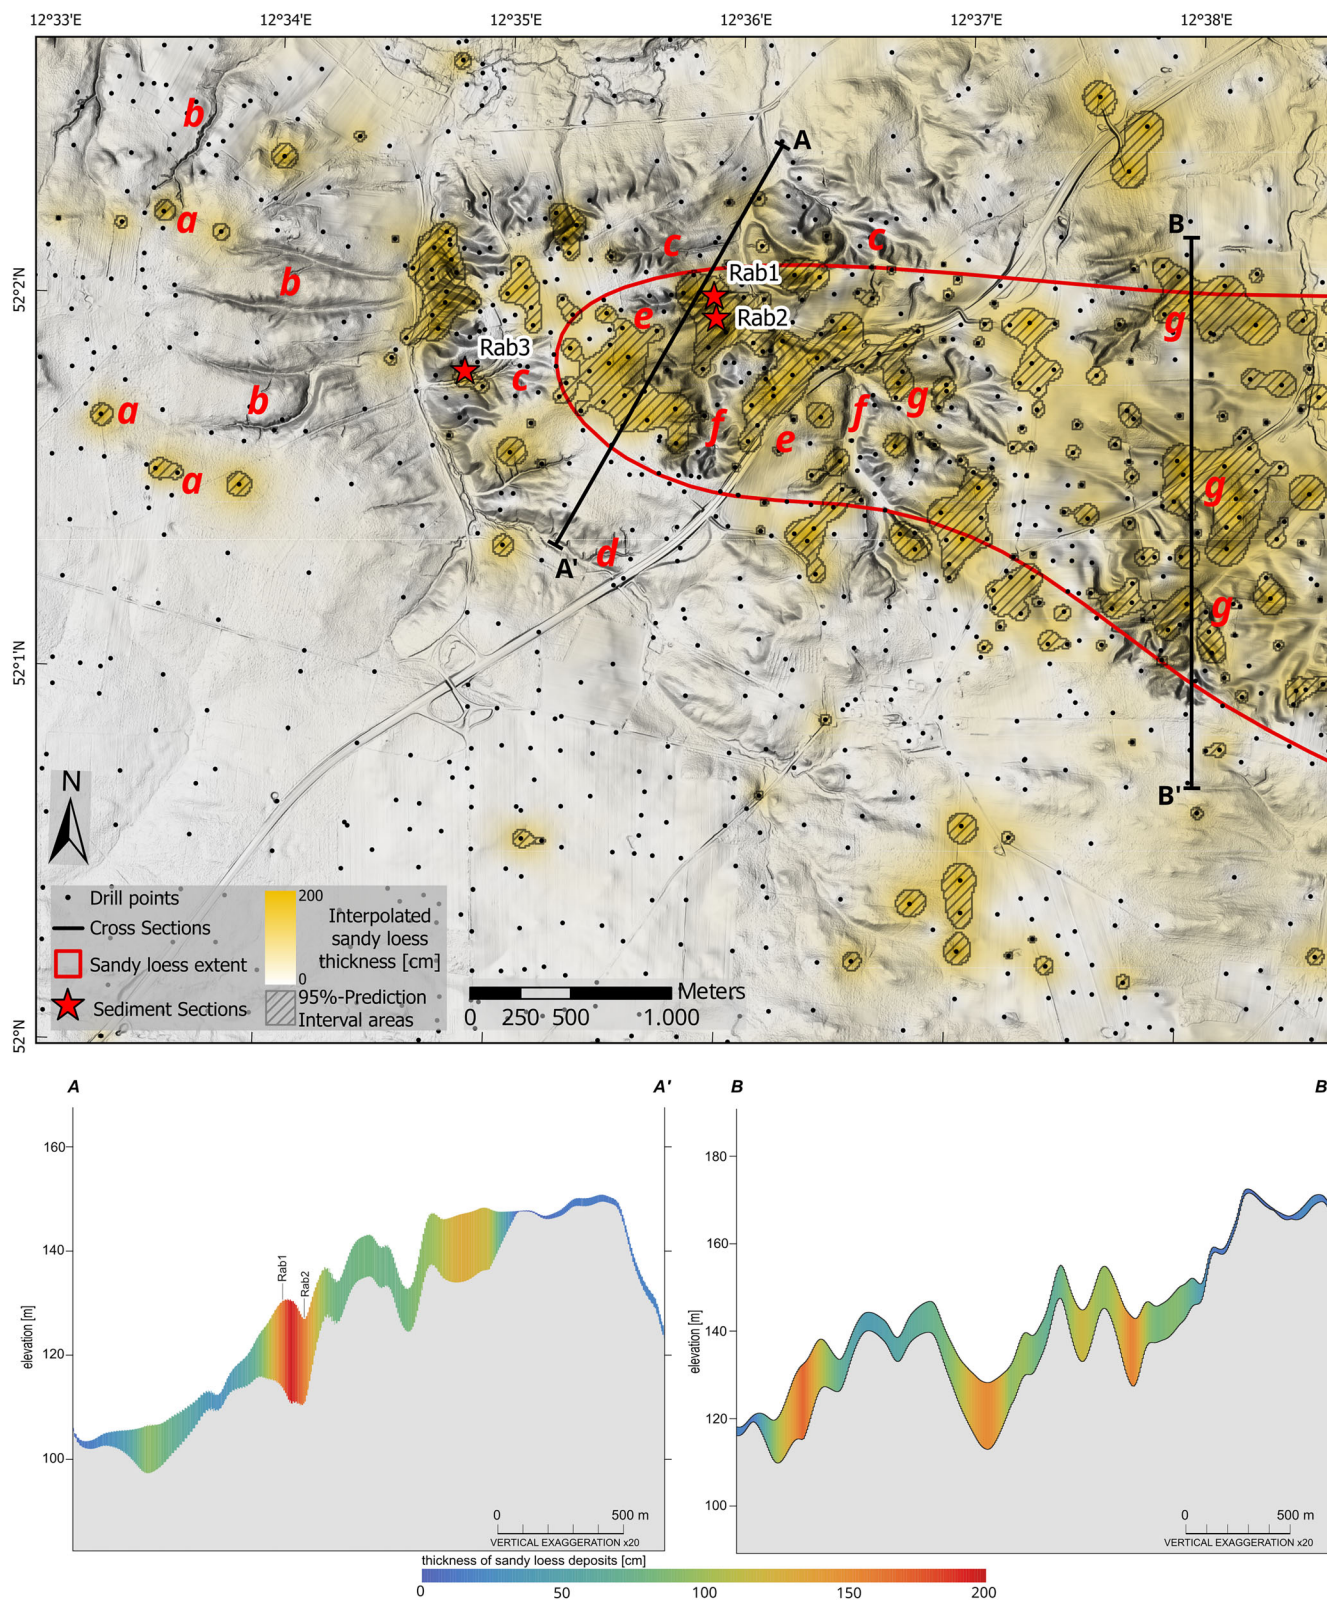 12°33'E 12°34'E 12°35'E 12°36'E 12°37'E 12°38'E
b
A
a
B
c
c
52°2'N
b
Rab1
e
Rab2
g
Rab3
c
b
a
f
f
g
e
a
g
d
A'
g
52°1'N
B'
N
Drill points
Cross Sections
Sandy loess extent
Sediment Sections
200
0
Interpolated
sandy loess
thickness [cm]
95%-Prediction
Interval areas
Meters
0 250 500 1.000
52°N
A A' B B
160
140
120
100
elevation [m]
Rab1
Rab2
0 500 m
VERTICAL EXAGGERATION x20
180
160
140
120
100
elevation [m]
0 500 m
VERTICAL EXAGGERATION x20
thickness of sandy loess deposits [cm]
0 50 100 150 200